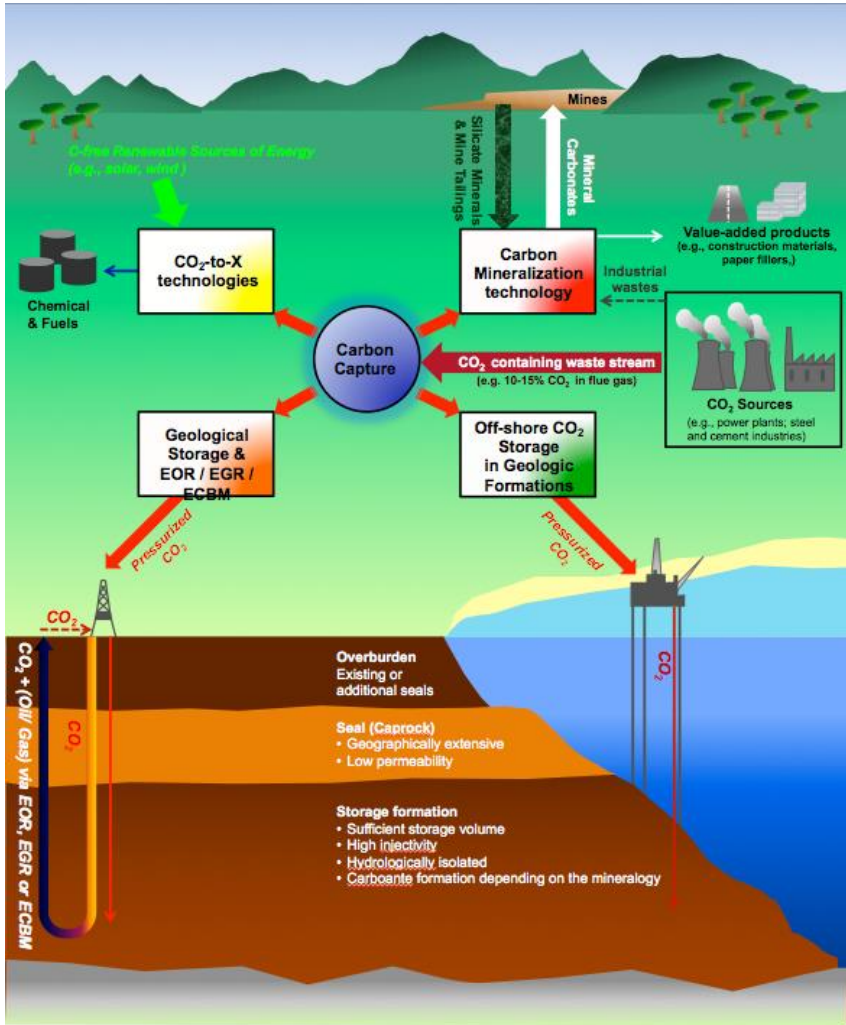 Mines
Silicate Minerals
& Mine Tailings
Mineral
Carbonates
C-free Renewable Sources of Energy
(e.g., solar, wind )
CO₂-to-X
technologies
Chemical
& Fuels
Carbon
Mineralization
technology
Value-added products
(e.g., construction materials,
paper fillers,)
Industrial
wastes
Carbon
Capture
CO₂ containing waste stream
(e.g. 10-15% CO₂ in flue gas)
CO₂ Sources
(e.g., power plants; steel
and cement industries)
Geological
Storage &
EOR / EGR /
ECBM
Off-shore CO₂
Storage
in Geologic
Formations
Pressurized
CO₂
Pressurized
CO₂
CO₂
CO₂
CO₂ + (Oil/ Gas) via EOR, EGR or ECBM
CO₂
Overburden
Existing or
additional seals
Seal (Caprock)
• Geographically extensive
• Low permeability
Storage formation
• Sufficient storage volume
• High injectivity
• Hydrologically isolated
• Carboante formation depending on the mineralogy